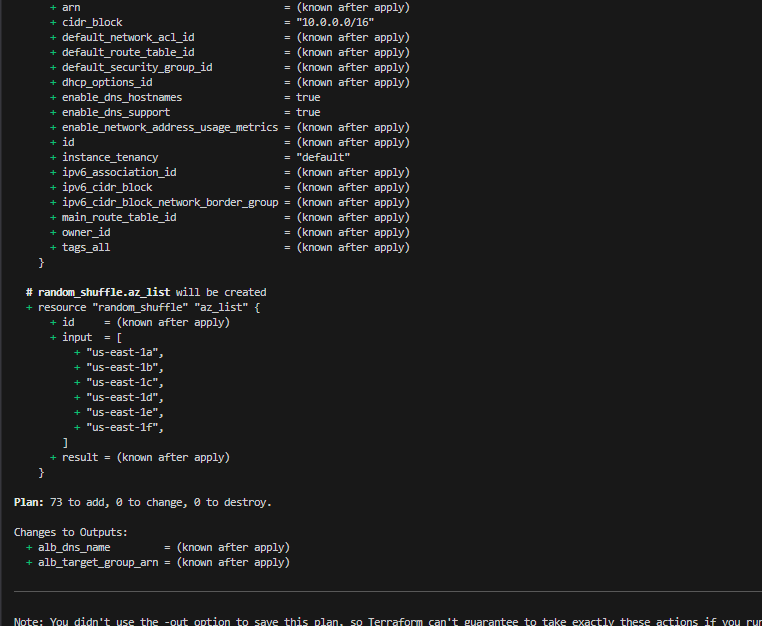 + arn                                  = (known after apply)
+ cidr_block                           = "10.0.0.0/16"
+ default_network_acl_id               = (known after apply)
+ default_route_table_id               = (known after apply)
+ default_security_group_id            = (known after apply)
+ dhcp_options_id                      = (known after apply)
+ enable_dns_hostnames                 = true
+ enable_dns_support                   = true
+ enable_network_address_usage_metrics = (known after apply)
+ id                                   = (known after apply)
+ instance_tenancy                     = "default"
+ ipv6_association_id                  = (known after apply)
+ ipv6_cidr_block                      = (known after apply)
+ ipv6_cidr_block_network_border_group = (known after apply)
+ main_route_table_id                  = (known after apply)
+ owner_id                             = (known after apply)
+ tags_all                             = (known after apply)
}
# random_shuffle.az_list will be created
+ resource "random_shuffle" "az_list" {
+ id     = (known after apply)
+ input  = [
+ "us-east-1a",
+ "us-east-1b",
+ "us-east-1c",
+ "us-east-1d",
+ "us-east-1e",
+ "us-east-1f",
]
+ result = (known after apply)
}
Plan: 73 to add, 0 to change, 0 to destroy.
Changes to Outputs:
+ alb_dns_name         = (known after apply)
+ alb_target_group_arn = (known after apply)
Note: You didn't use the -out option to save this plan, so Terraform can't guarantee to take exactly these actions if you run